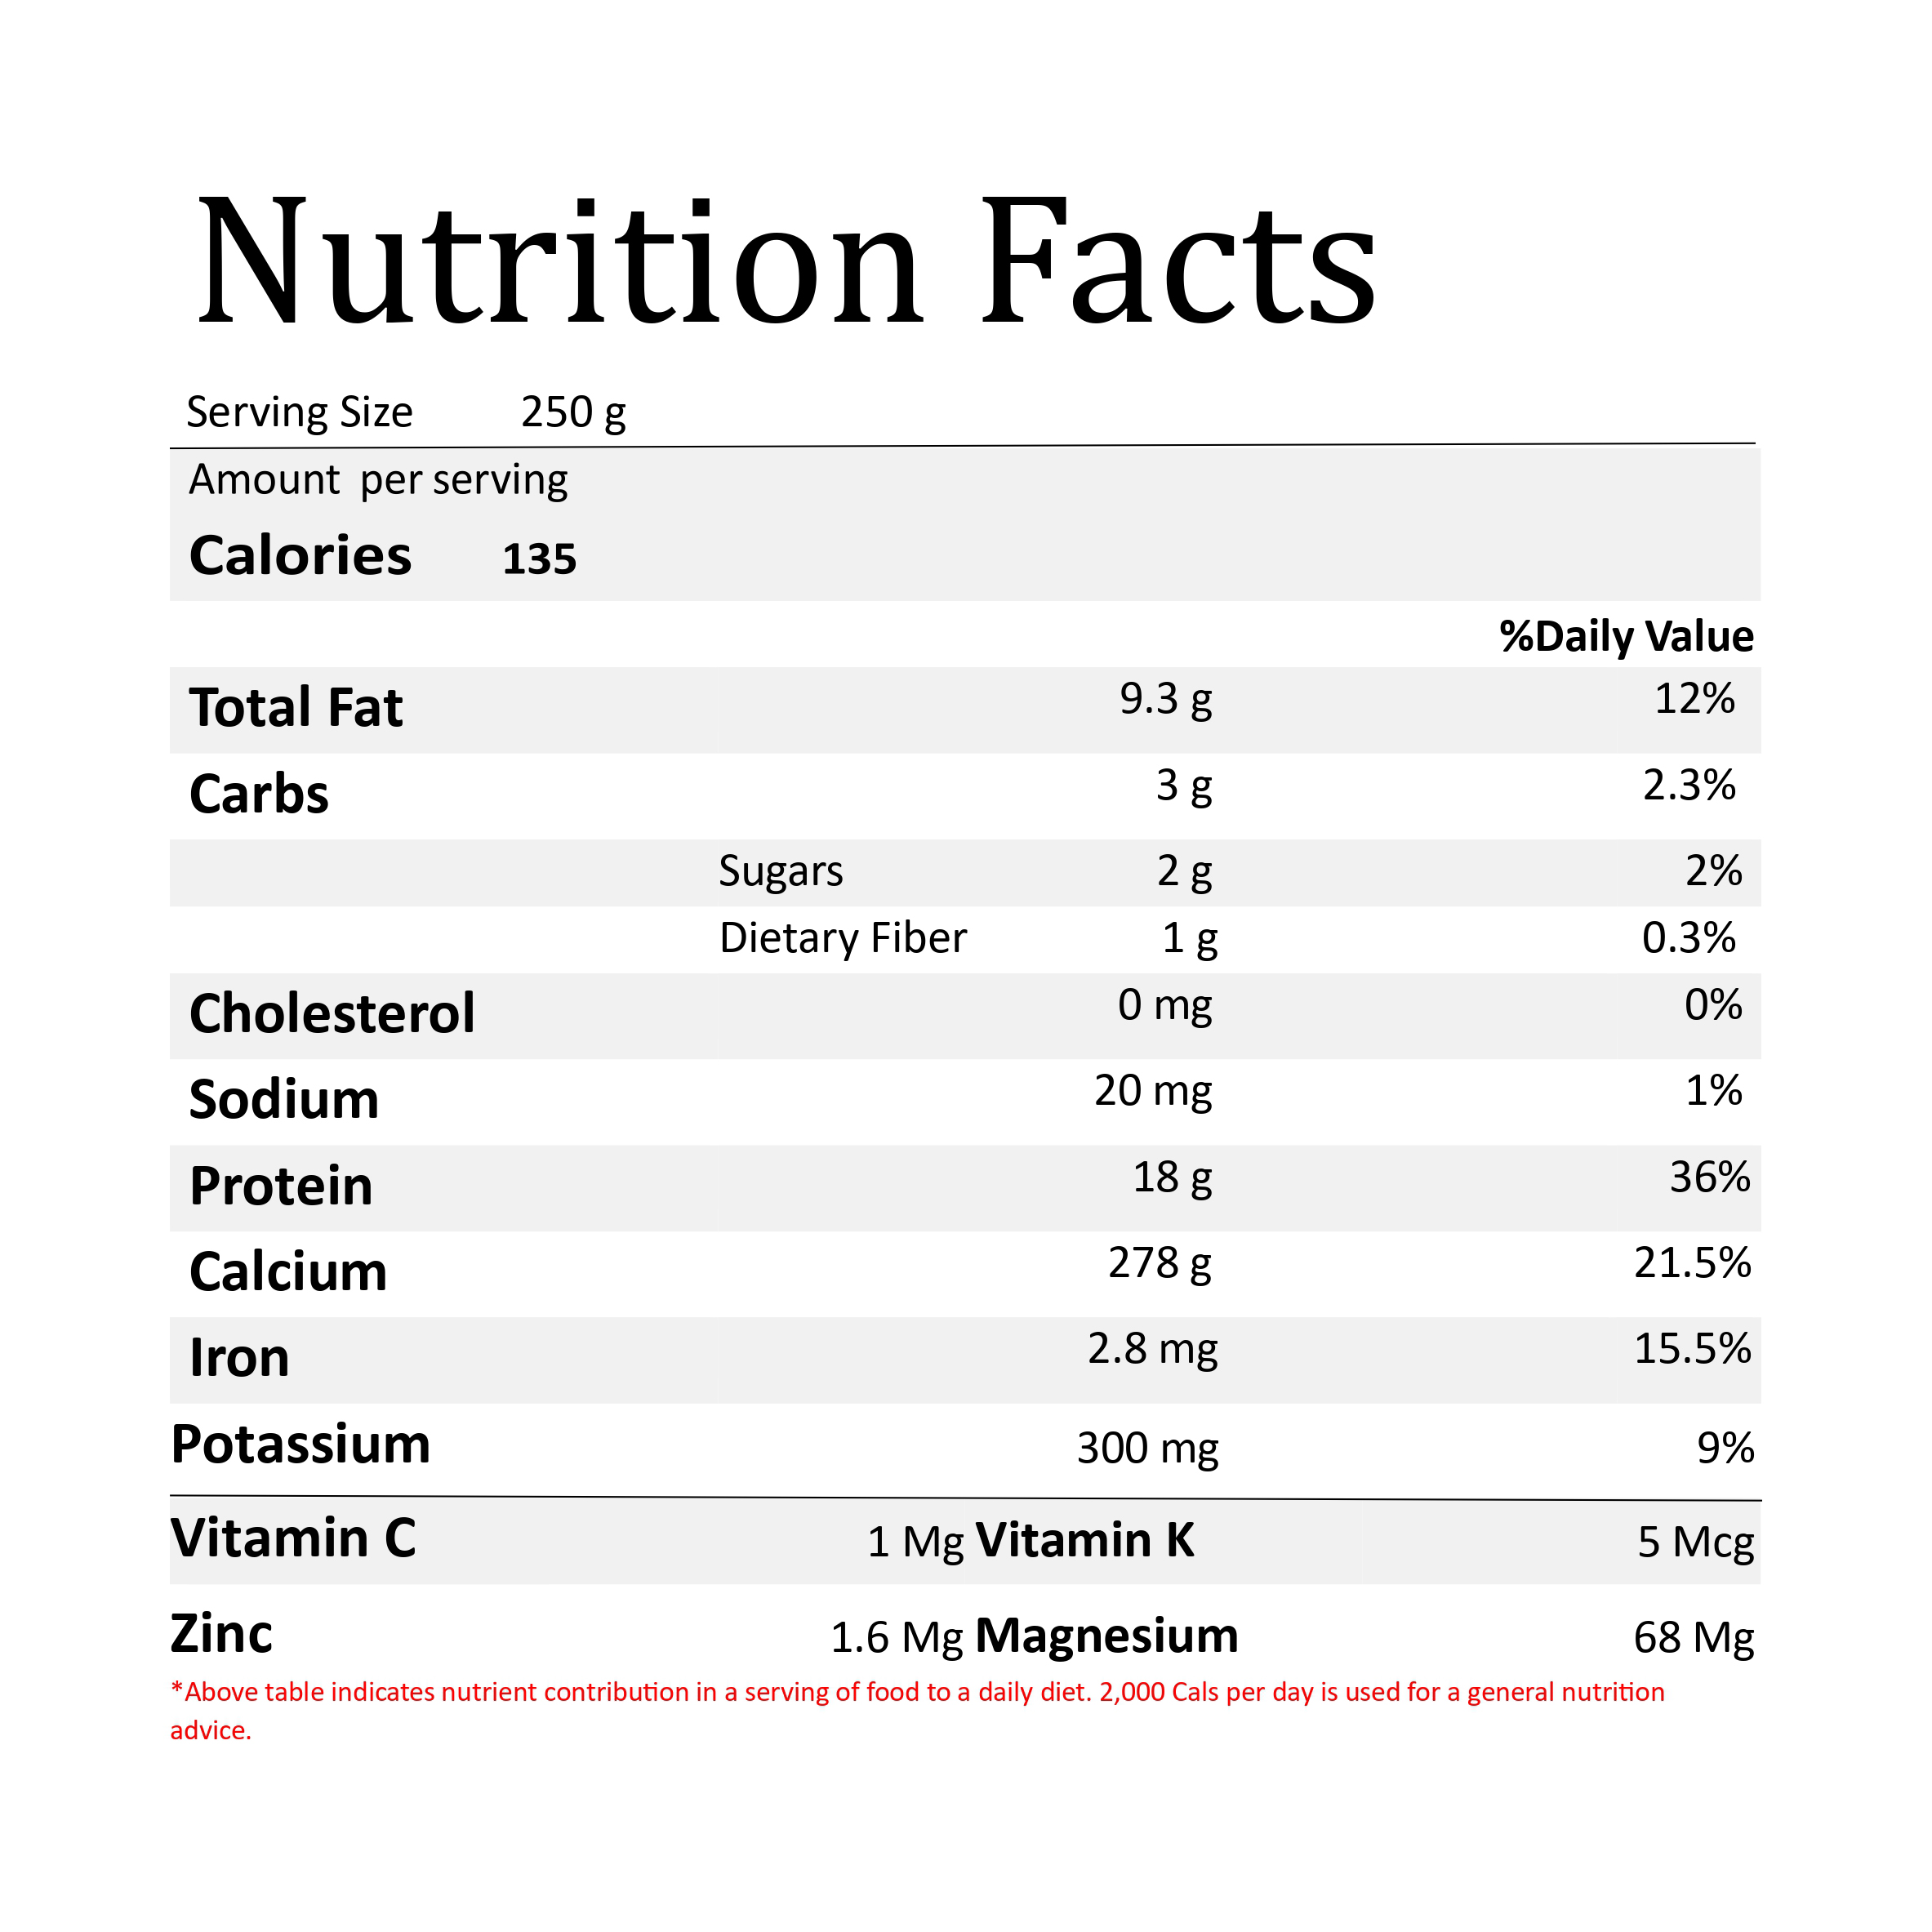 Nutrition Facts
Serving Size 250 g
Amount per serving
Calories 135
%Daily Value
Total Fat 9.3 g 12%
Carbs 3 g 2.3%
Sugars 2 g 2%
Dietary Fiber 1 g 0.3%
Cholesterol 0 mg 0%
Sodium 20 mg 1%
Protein 18 g 36%
Calcium 278 g 21.5%
Iron 2.8 mg 15.5%
Potassium 300 mg 9%
Vitamin C 1 Mg Vitamin K 5 Mcg
Zinc 1.6 Mg Magnesium 68 Mg
*Above table indicates nutrient contribution in a serving of food to a daily diet. 2,000 Cals per day is used for a general nutrition
advice.